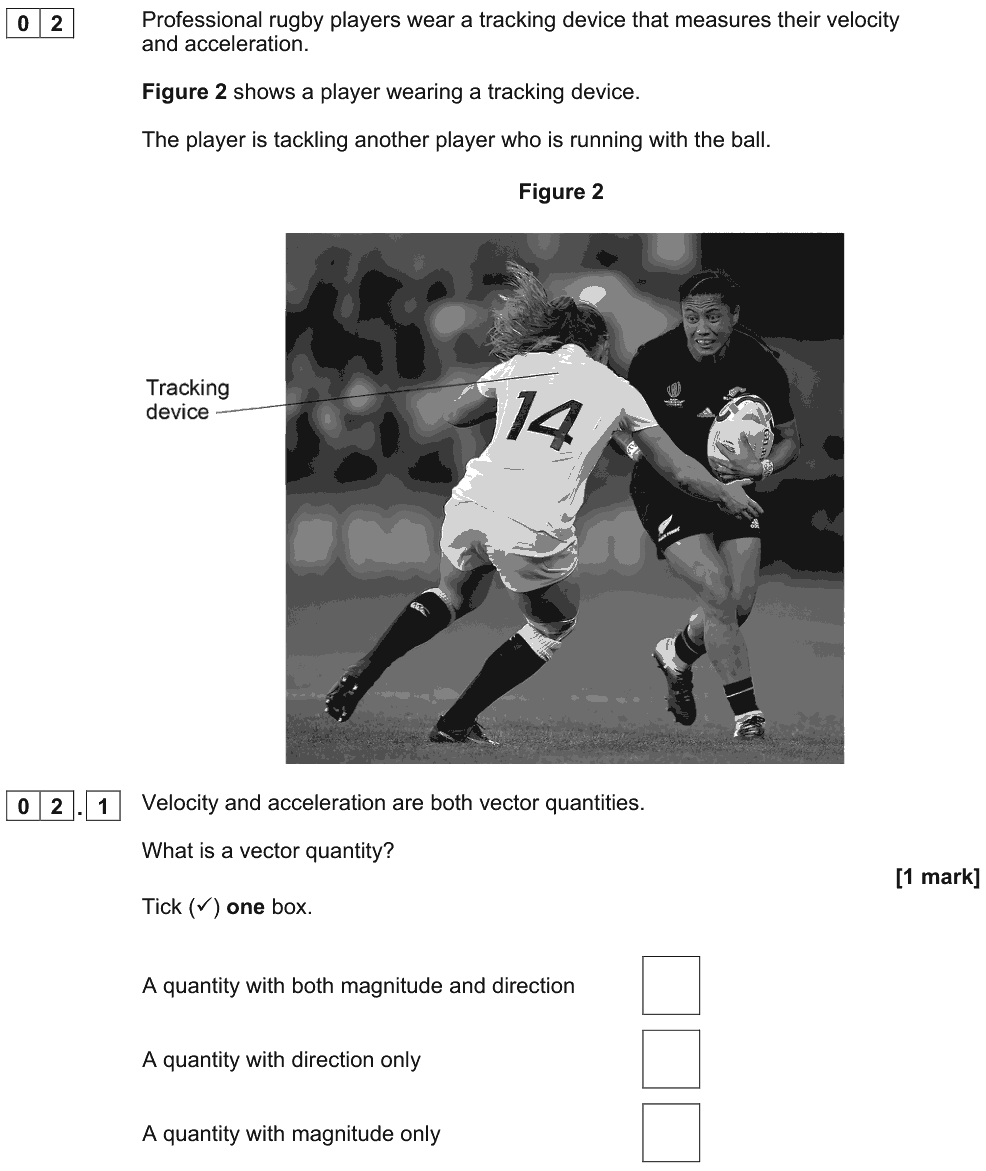 0 2
Professional rugby players wear a tracking device that measures their velocity
and acceleration.
Figure 2 shows a player wearing a tracking device.
The player is tackling another player who is running with the ball.
Figure 2
Tracking
device
14
0 2 . 1
Velocity and acceleration are both vector quantities.
What is a vector quantity?
[1 mark]
Tick (✓) one box.
A quantity with both magnitude and direction
A quantity with direction only
A quantity with magnitude only